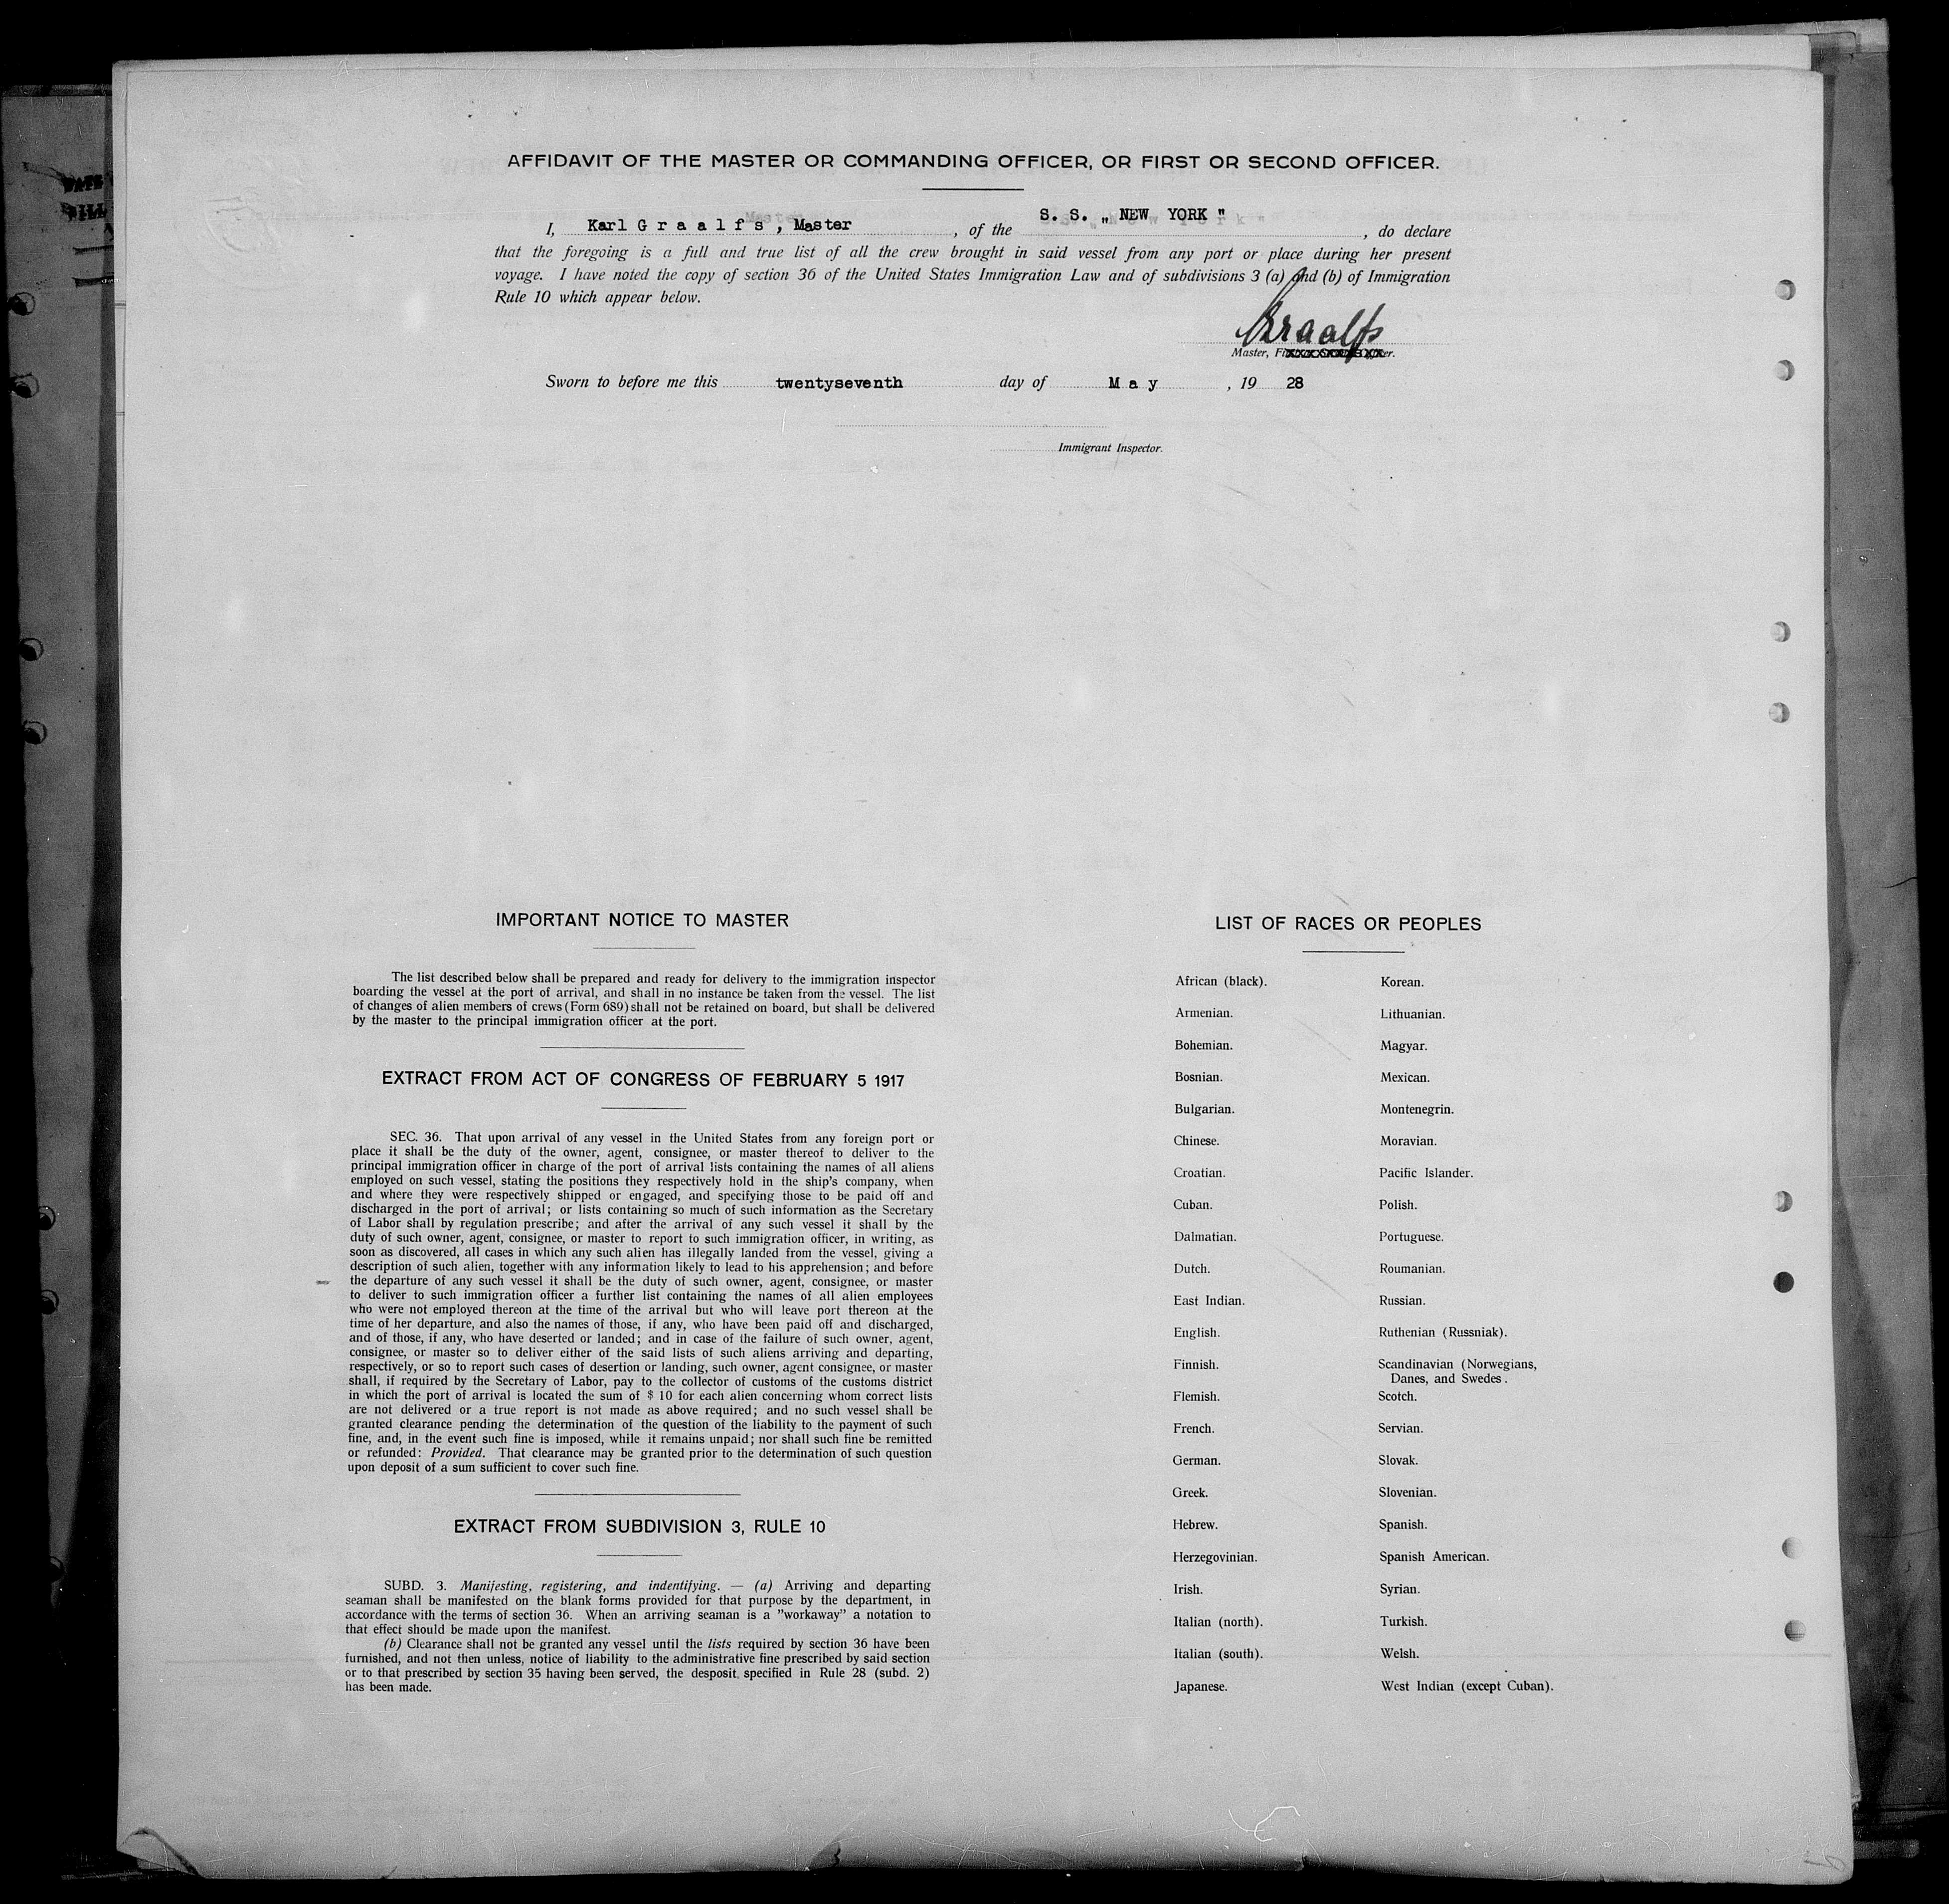 AFFIDAVIT OF THE MASTER OR COMMANDING OFFICER, OR FIRST OR SECOND OFFICER.
I, Karl G r a a l f s , Master , of the S. S. „ NEW YORK " , do declare
that the foregoing is a full and true list of all the crew brought in said vessel from any port or place during her present
voyage. I have noted the copy of section 36 of the United States Immigration Law and of subdivisions 3 (a) and (b) of Immigration
Rule 10 which appear below.
Graalfs
Master, Fi xxxxxxxxxxx er.
Sworn to before me this twentyseventh day of M a y , 19 28
Immigrant Inspector.
IMPORTANT NOTICE TO MASTER
The list described below shall be prepared and ready for delivery to the immigration inspector
boarding the vessel at the port of arrival, and shall in no instance be taken from the vessel. The list
of changes of alien members of crews (Form 689) shall not be retained on board, but shall be delivered
by the master to the principal immigration officer at the port.
EXTRACT FROM ACT OF CONGRESS OF FEBRUARY 5 1917
SEC. 36. That upon arrival of any vessel in the United States from any foreign port or
place it shall be the duty of the owner, agent, consignee, or master thereof to deliver to the
principal immigration officer in charge of the port of arrival lists containing the names of all aliens
employed on such vessel, stating the positions they respectively hold in the ship's company, when
and where they were respectively shipped or engaged, and specifying those to be paid off and
discharged in the port of arrival; or lists containing so much of such information as the Secretary
of Labor shall by regulation prescribe; and after the arrival of any such vessel it shall by the
duty of such owner, agent, consignee, or master to report to such immigration officer, in writing, as
soon as discovered, all cases in which any such alien has illegally landed from the vessel, giving a
description of such alien, together with any information likely to lead to his apprehension; and before
the departure of any such vessel it shall be the duty of such owner, agent, consignee, or master
to deliver to such immigration officer a further list containing the names of all alien employees
who were not employed thereon at the time of the arrival but who will leave port thereon at the
time of her departure, and also the names of those, if any, who have been paid off and discharged,
and of those, if any, who have deserted or landed; and in case of the failure of such owner, agent,
consignee, or master so to deliver either of the said lists of such aliens arriving and departing,
respectively, or so to report such cases of desertion or landing, such owner, agent consignee, or master
shall, if required by the Secretary of Labor, pay to the collector of customs of the customs district
in which the port of arrival is located the sum of $ 10 for each alien concerning whom correct lists
are not delivered or a true report is not made as above required; and no such vessel shall be
granted clearance pending the determination of the question of the liability to the payment of such
fine, and, in the event such fine is imposed, while it remains unpaid; nor shall such fine be remitted
or refunded: Provided. That clearance may be granted prior to the determination of such question
upon deposit of a sum sufficient to cover such fine.
EXTRACT FROM SUBDIVISION 3, RULE 10
SUBD. 3. Manifesting, registering, and indentifying. — (a) Arriving and departing
seaman shall be manifested on the blank forms provided for that purpose by the department, in
accordance with the terms of section 36. When an arriving seaman is a "workaway" a notation to
that effect should be made upon the manifest.
(b) Clearance shall not be granted any vessel until the lists required by section 36 have been
furnished, and not then unless, notice of liability to the administrative fine prescribed by said section
or to that prescribed by section 35 having been served, the desposit specified in Rule 28 (subd. 2)
has been made.
LIST OF RACES OR PEOPLES
African (black).
Armenian.
Bohemian.
Bosnian.
Bulgarian.
Chinese.
Croatian.
Cuban.
Dalmatian.
Dutch.
East Indian.
English.
Finnish.
Flemish.
French.
German.
Greek.
Hebrew.
Herzegovinian.
Irish.
Italian (north).
Italian (south).
Japanese.
Korean.
Lithuanian.
Magyar.
Mexican.
Montenegrin.
Moravian.
Pacific Islander.
Polish.
Portuguese.
Roumanian.
Russian.
Ruthenian (Russniak).
Scandinavian (Norwegians,
Danes, and Swedes.
Scotch.
Servian.
Slovak.
Slovenian.
Spanish.
Spanish American.
Syrian.
Turkish.
Welsh.
West Indian (except Cuban).